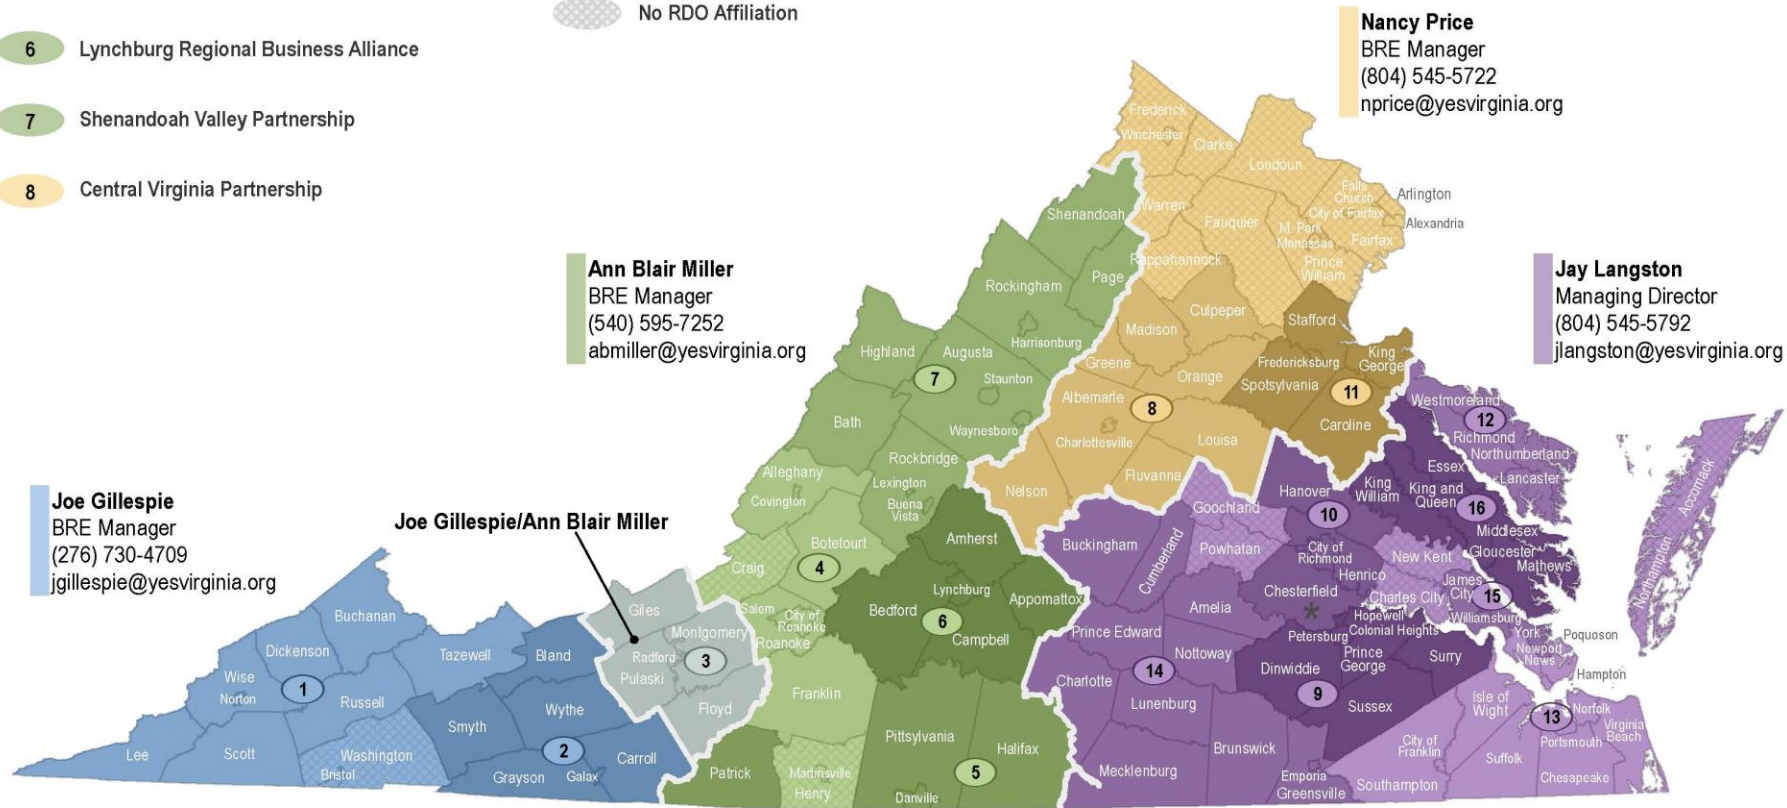 No RDO Affiliation
6 Lynchburg Regional Business Alliance
7 Shenandoah Valley Partnership
8 Central Virginia Partnership
Nancy Price
BRE Manager
(804) 545-5722
nprice@yesvirginia.org
Ann Blair Miller
BRE Manager
(540) 595-7252
abmiller@yesvirginia.org
Jay Langston
Managing Director
(804) 545-5792
jlangston@yesvirginia.org
Joe Gillespie
BRE Manager
(276) 730-4709
jgillespie@yesvirginia.org
Joe Gillespie/Ann Blair Miller
Frederick
Winchester
Clarke
Loudoun
Falls
Church
City of Fairfax
Arlington
Alexandria
Fairfax
Warren
Fauquier
M. Park
Manassas
Prince
William
Rappahannock
Culpeper
Madison
Greene
Orange
Albemarle
8
Charlottesville
Louisa
Fluvanna
Nelson
Stafford
King
George
Fredericksburg
Spotsylvania
11
Caroline
Shenandoah
Page
Rockingham
Harrisonburg
Highland
Augusta
7
Staunton
Bath
Waynesboro
Rockbridge
Lexington
Buena
Vista
Alleghany
Covington
Botetourt
Craig
4
Salem
City of
Roanoke
Roanoke
Franklin
Amherst
Lynchburg
Bedford
6
Appomattox
Campbell
Pittsylvania
Halifax
5
Patrick
Martinsville
Henry
Danville
Giles
Montgomery
Radford
3
Pulaski
Floyd
Buchanan
Dickenson
Tazewell
Wise
Norton
1
Russell
Lee
Scott
Washington
Bristol
Bland
Smyth
Wythe
2
Carroll
Grayson
Galax
Westmoreland
12
Richmond
Northumberland
Lancaster
Essex
King and
Queen
16
King
William
Middlesex
Gloucester
Mathews
Hanover
10
Goochland
Powhatan
City of
Richmond
Henrico
New Kent
Chesterfield
*
Charles City
James
City
15
Williamsburg
York
Poquoson
Newport
News
Hampton
Buckingham
Cumberland
Amelia
Prince Edward
Nottoway
14
Charlotte
Lunenburg
Mecklenburg
Brunswick
Emporia
Greensville
Hopewell
Petersburg
Colonial Heights
Dinwiddie
Prince
George
Surry
9
Sussex
Isle of
Wight
13
Norfolk
Virginia
Beach
Portsmouth
City of
Franklin
Suffolk
Southampton
Chesapeake
Accomack
Northampton